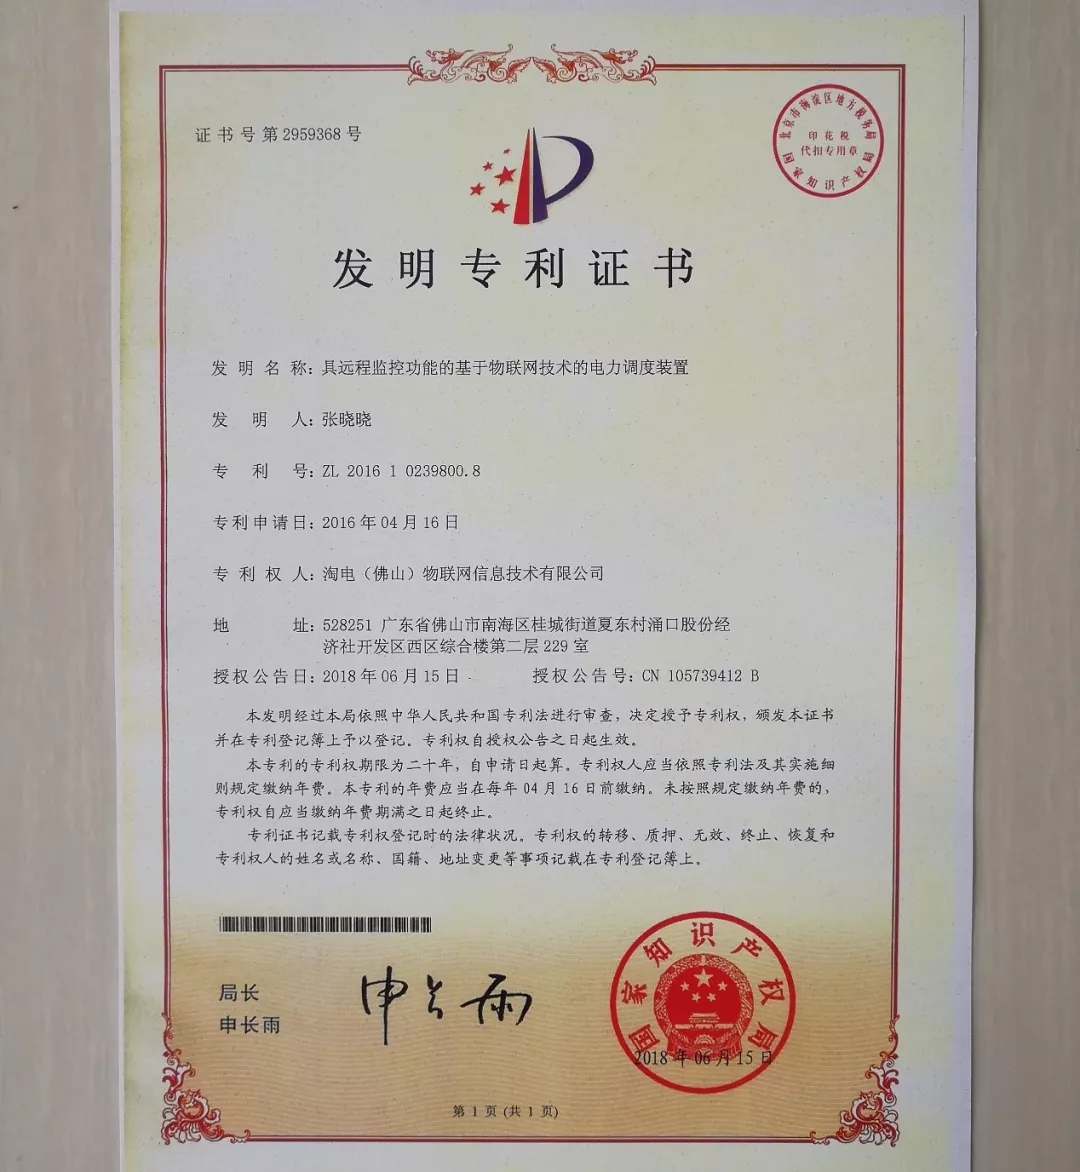 证书号第2959368号
北京市海淀区地方税务局
印花税
代扣专用章
国家知识产权局
发明专利证书
发明名称：具远程监控功能的基于物联网技术的电力调度装置
发明人：张晓晓
专利号：ZL 2016 1 0239800.8
专利申请日：2016年04月16日
专利权人：淘电（佛山）物联网信息技术有限公司
地址：528251 广东省佛山市南海区桂城街道夏东村涌口股份经
济社开发区西区综合楼第二层229室
授权公告日：2018年06月15日 授权公告号：CN 105739412 B
本发明经过本局依照中华人民共和国专利法进行审查，决定授予专利权，颁发本证书
并在专利登记簿上予以登记。专利权自授权公告之日起生效。
本专利的专利权期限为二十年，自申请日起算。专利权人应当依照专利法及其实施细
则规定缴纳年费。本专利的年费应当在每年04月16日前缴纳。未按照规定缴纳年费的，
专利权自应当缴纳年费期满之日起终止。
专利证书记载专利权登记时的法律状况。专利权的转移、质押、无效、终止、恢复和
专利权人的姓名或名称、国籍、地址变更等事项记载在专利登记簿上。
局长
申长雨
申长雨
国家知识产权局
2018年06月15日
第1页(共1页)